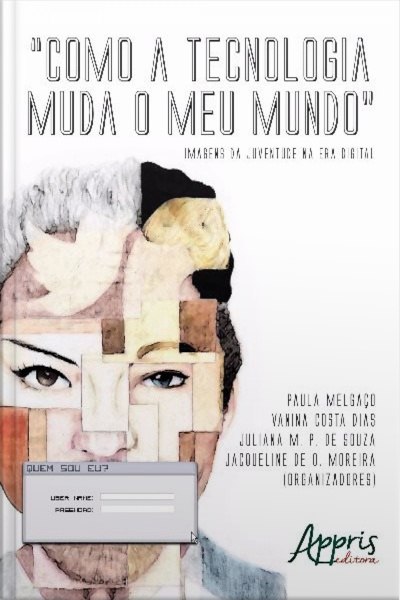 "COMO A TECNOLOGIA
MUDA O MEU MUNDO"
IMAGENS DA JUVENTUDE NA ERA DIGITAL
PAULA MELGAÇO
VANINA COSTA DIAS
JULIANA M. P. DE SOUZA
JACQUELINE DE O. MOREIRA
(ORGANIZADORES)
QUEM SOU EU?
USER NAME:
PASSWORD:
Appris
editora